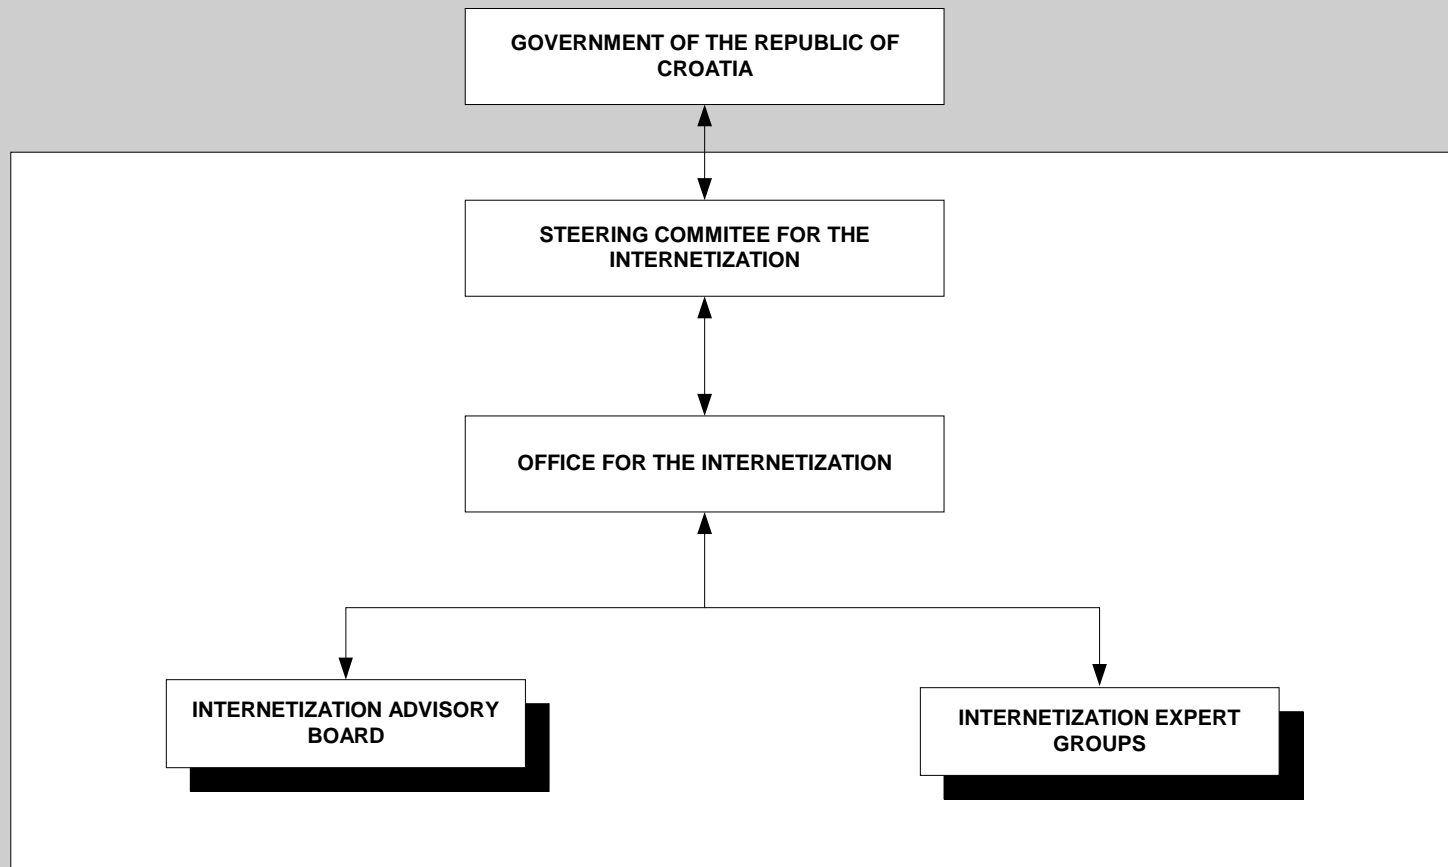 GOVERNMENT OF THE REPUBLIC OF
CROATIA
STEERING COMMITEE FOR THE
INTERNETIZATION
OFFICE FOR THE INTERNETIZATION
INTERNETIZATION ADVISORY
BOARD
INTERNETIZATION EXPERT
GROUPS